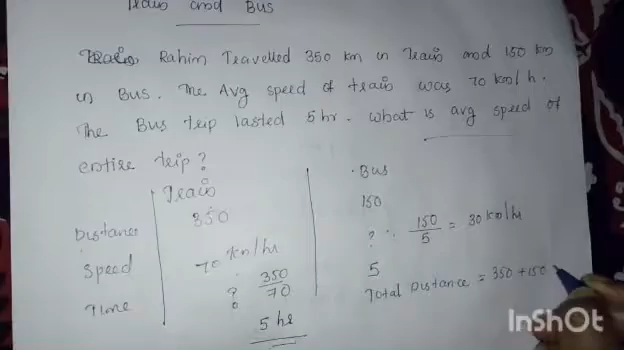 Train and Bus
Rahim Travelled 350 km in Train and 150 km
in Bus. The Avg speed of train was 70 km/h.
The Bus trip lasted 5 hr. what is avg speed of
entire trip?
Train
Bus
Distance 350 150
Speed 70 km/hr ? ∴ 150/5 = 30 km/hr
Time ? 350/70 5
5 hr
Total Distance = 350 + 150
InShOt